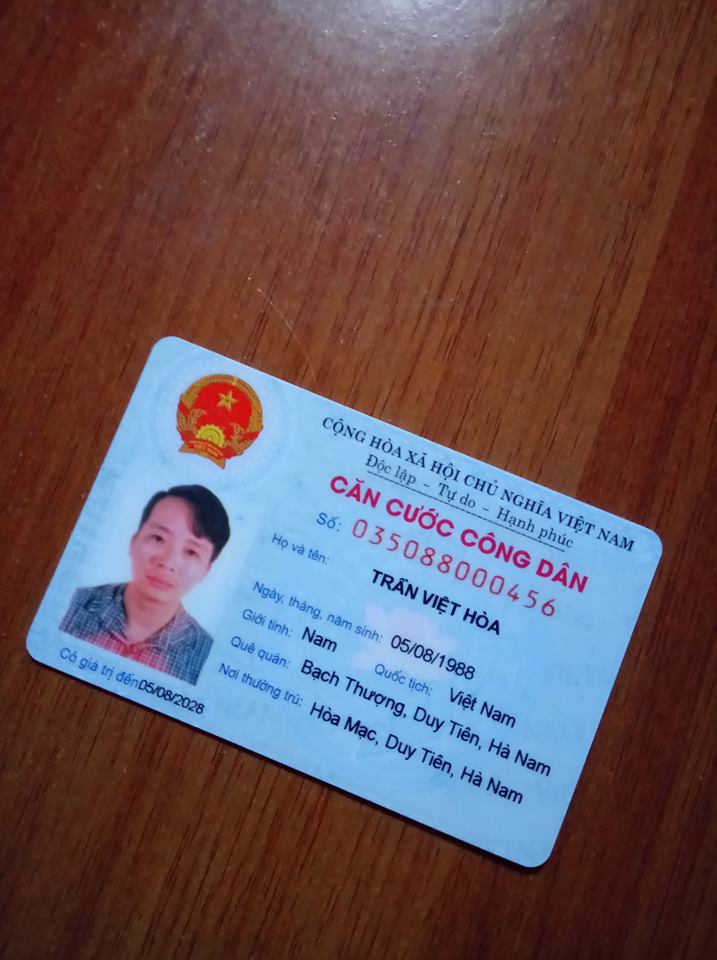 CỘNG HÒA XÃ HỘI CHỦ NGHĨA VIỆT NAM
Độc lập - Tự do - Hạnh phúc
CĂN CƯỚC CÔNG DÂN
Số: 035088000456
Họ và tên:
TRẦN VIỆT HÒA
Ngày, tháng, năm sinh: 05/08/1988
Giới tính: Nam Quốc tịch: Việt Nam
Quê quán: Bạch Thượng, Duy Tiên, Hà Nam
Nơi thường trú: Hòa Mạc, Duy Tiên, Hà Nam
Có giá trị đến 05/08/2028